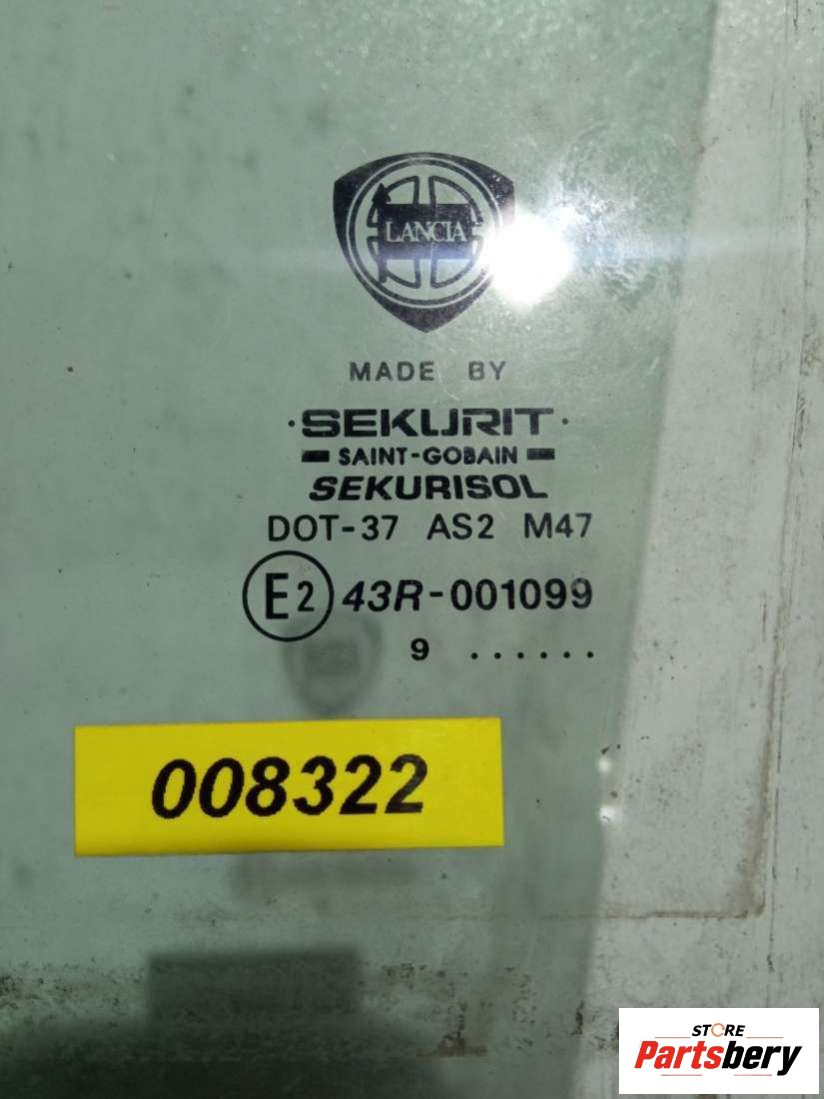 LANCIA
MADE BY
·SEKURIT·
SAINT-GOBAIN
SEKURISOL
DOT-37 AS2 M47
E2 43R-001099
9 ......
008322
STORE
Partsbery